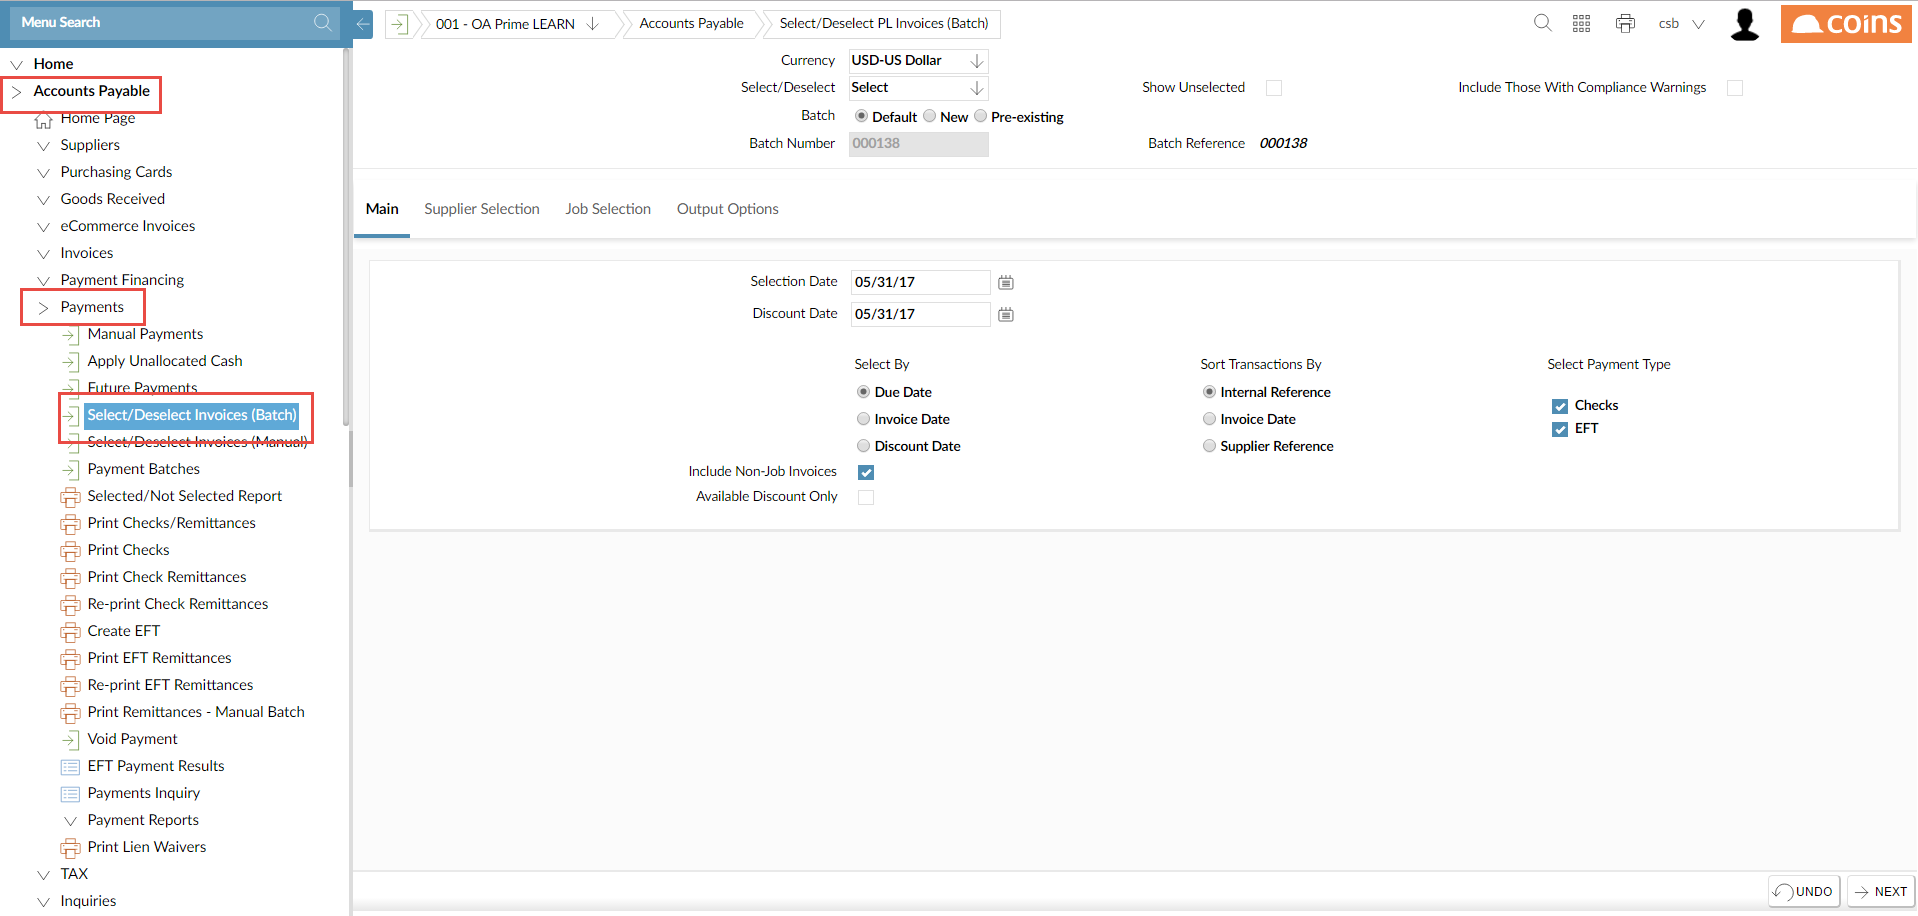 Menu Search
001 - OA Prime LEARN
Accounts Payable
Select/Deselect PL Invoices (Batch)
csb
coins
Home
Accounts Payable
Home Page
Suppliers
Purchasing Cards
Goods Received
eCommerce Invoices
Invoices
Payment Financing
Payments
Manual Payments
Apply Unallocated Cash
Future Payments
Select/Deselect Invoices (Batch)
Select/Deselect Invoices (Manual)
Payment Batches
Selected/Not Selected Report
Print Checks/Remittances
Print Checks
Print Check Remittances
Re-print Check Remittances
Create EFT
Print EFT Remittances
Re-print EFT Remittances
Print Remittances - Manual Batch
Void Payment
EFT Payment Results
Payments Inquiry
Payment Reports
Print Lien Waivers
TAX
Inquiries
Currency USD-US Dollar
Select/Deselect Select Show Unselected Include Those With Compliance Warnings
Batch Default New Pre-existing
Batch Number 000138 Batch Reference 000138
Main Supplier Selection Job Selection Output Options
Selection Date 05/31/17
Discount Date 05/31/17
Select By Sort Transactions By Select Payment Type
Due Date Internal Reference Checks
Invoice Date Invoice Date EFT
Discount Date Supplier Reference
Include Non-Job Invoices
Available Discount Only
UNDO NEXT